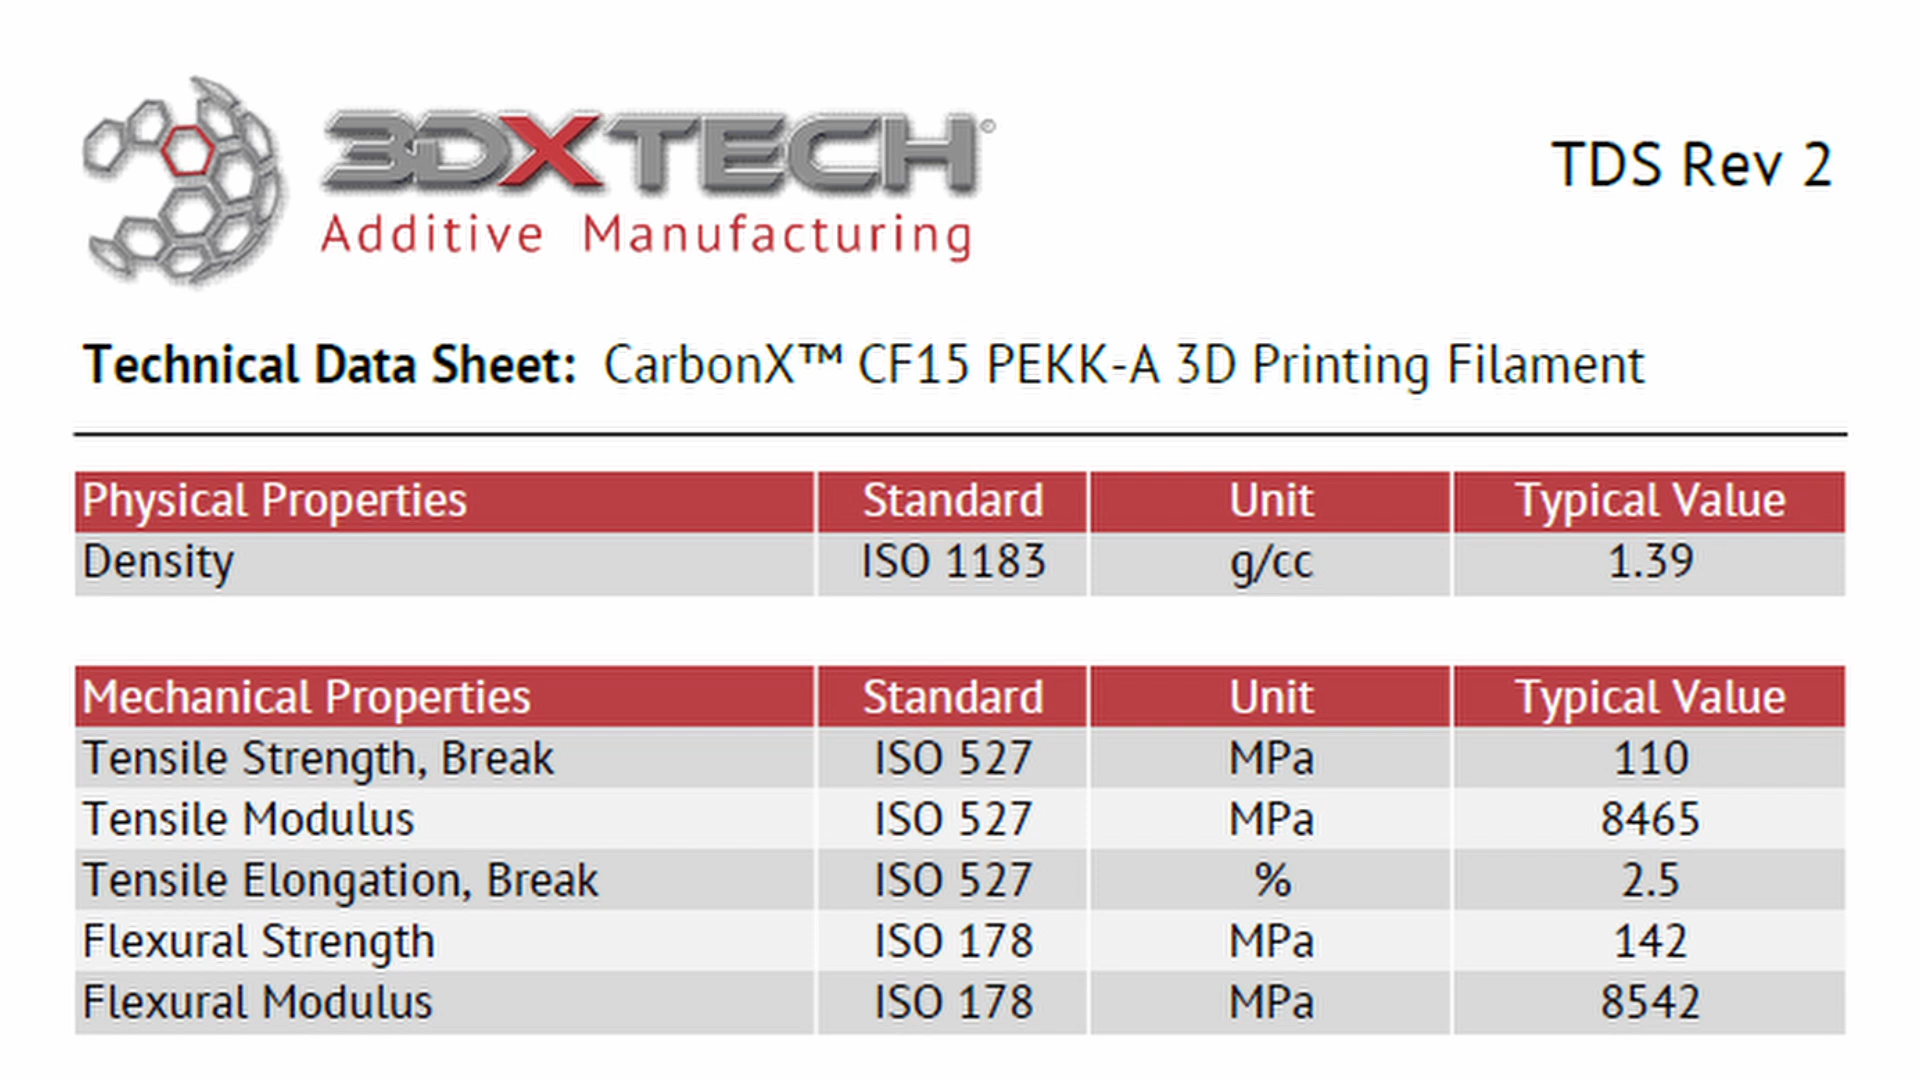 3DXTECH®
Additive Manufacturing
TDS Rev 2
Technical Data Sheet: CarbonX™ CF15 PEKK-A 3D Printing Filament
Physical Properties Standard Unit Typical Value
Density ISO 1183 g/cc 1.39
Mechanical Properties Standard Unit Typical Value
Tensile Strength, Break ISO 527 MPa 110
Tensile Modulus ISO 527 MPa 8465
Tensile Elongation, Break ISO 527 % 2.5
Flexural Strength ISO 178 MPa 142
Flexural Modulus ISO 178 MPa 8542